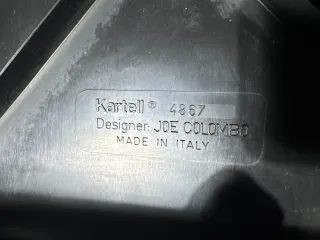 Kartell® 4867
Designer: JOE COLOMBO
MADE IN ITALY